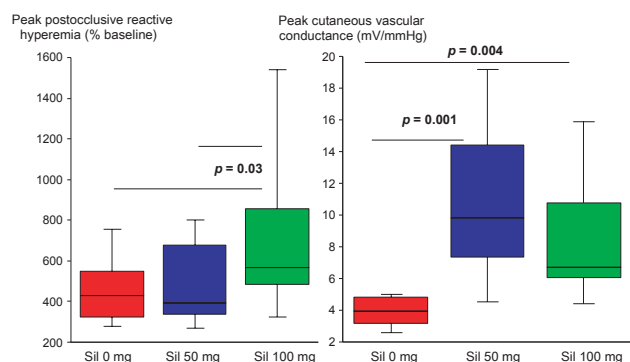 Peak postocclusive reactive
hyperemia (% baseline)
1600
1400
1200
1000
800
600
400
200
p = 0.03
Sil 0 mg Sil 50 mg Sil 100 mg
Peak cutaneous vascular
conductance (mV/mmHg)
20
18
16
14
12
10
8
6
4
2
0
p = 0.004
p = 0.001
Sil 0 mg Sil 50 mg Sil 100 mg